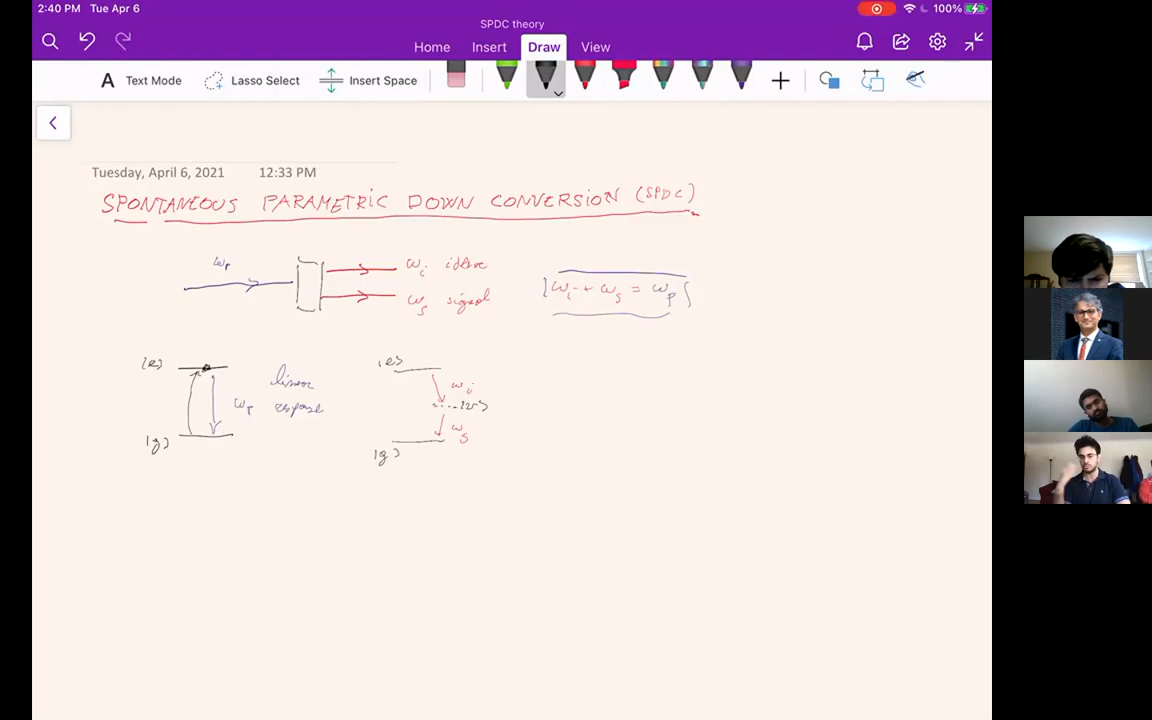 2:40 PM Tue Apr 6
100%
SPDC theory
Home Insert Draw View
Text Mode Lasso Select Insert Space
Tuesday, April 6, 2021 12:33 PM
SPONTANEOUS PARAMETRIC DOWN CONVERSION (SPDC)
ωp
ωi
ωs signal
ωi + ωs = ωp
|e>
|e>
linear
ωi
ωp
|v>
ωs
|g>
|g>